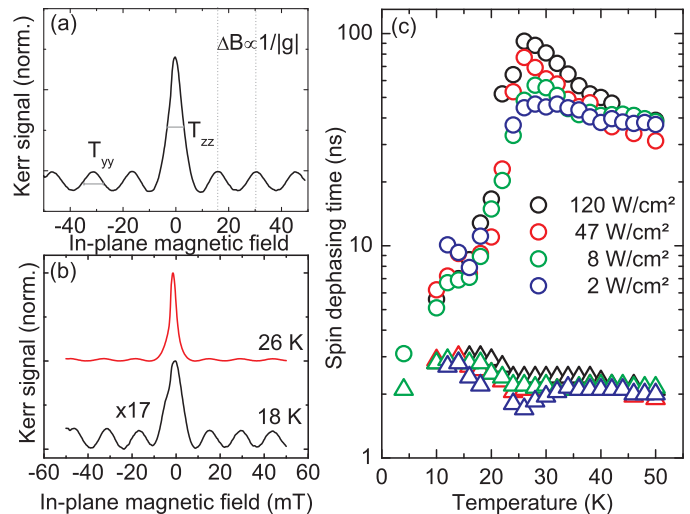 (a)
ΔB∝1/|g|
Tzz
Tyy
Kerr signal (norm.)
-40 -20 0 20 40
In-plane magnetic field
(b)
26 K
x17
18 K
Kerr signal (norm.)
-60 -40 -20 0 20 40 60
In-plane magnetic field (mT)
(c)
100
10
1
Spin dephasing time (ns)
120 W/cm²
47 W/cm²
8 W/cm²
2 W/cm²
0 10 20 30 40 50
Temperature (K)